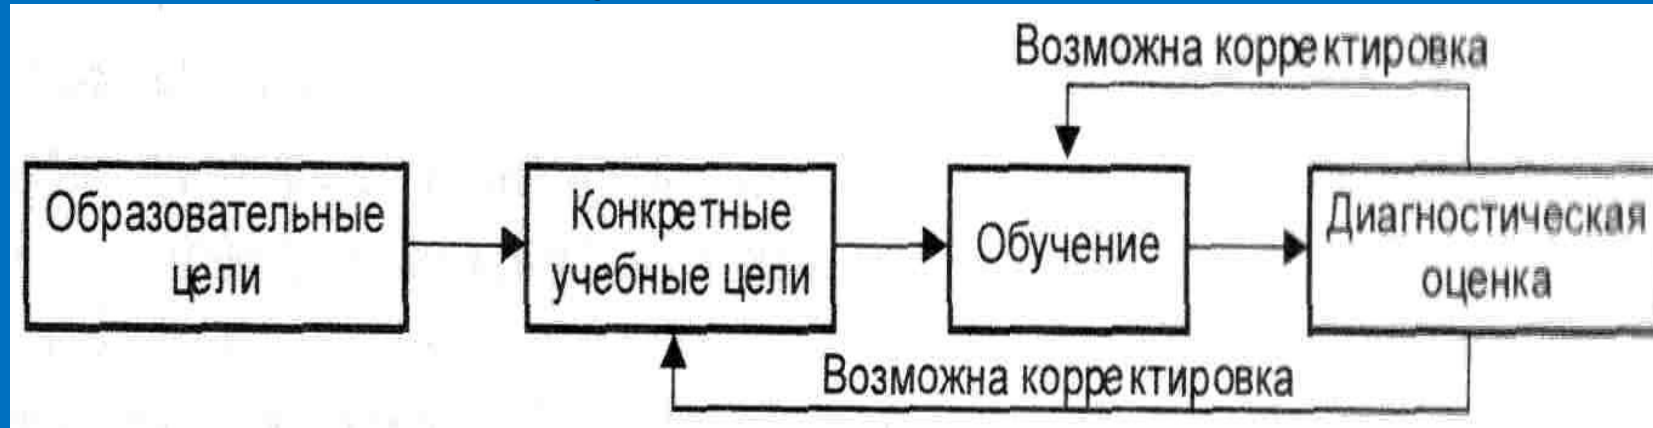 Возможна корректировка
Образовательные
цели
Конкретные
учебные цели
Обучение
Диагностическая
оценка
Возможна корректировка